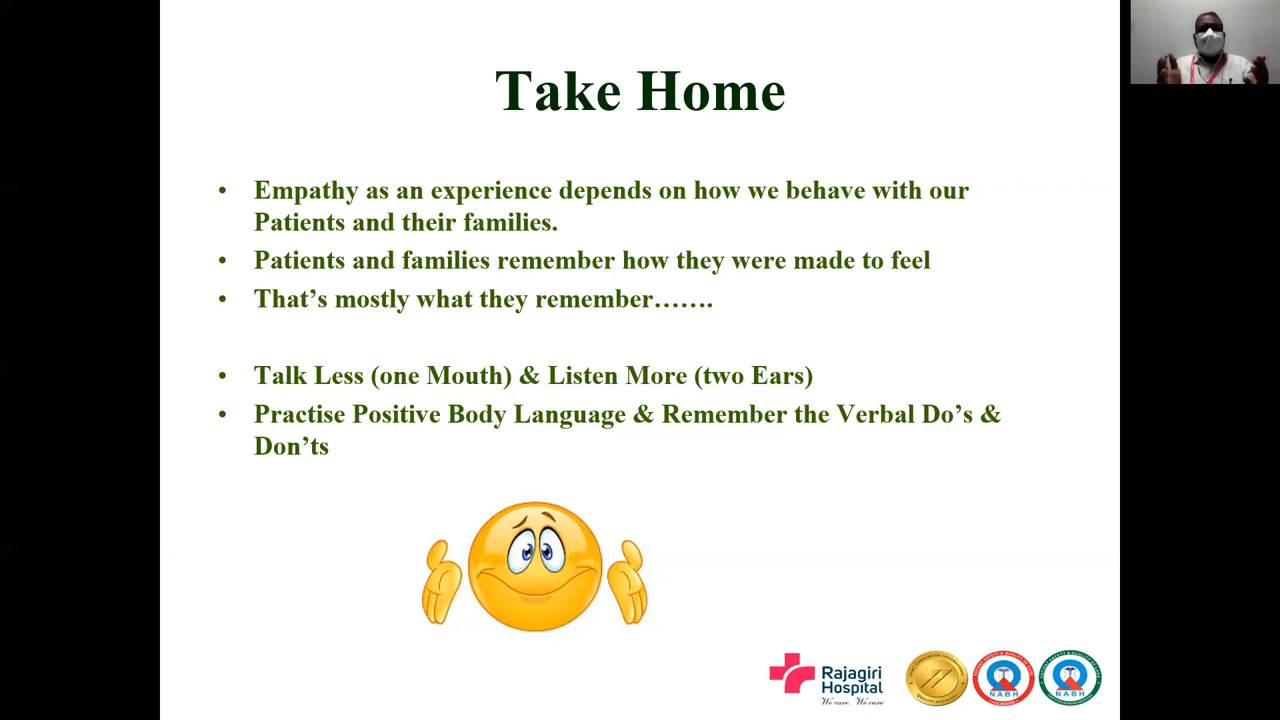 Take Home
• Empathy as an experience depends on how we behave with our
Patients and their families.
• Patients and families remember how they were made to feel
• That’s mostly what they remember…….
• Talk Less (one Mouth) & Listen More (two Ears)
• Practise Positive Body Language & Remember the Verbal Do’s &
Don’ts
Rajagiri
Hospital
We care. We cure
NABH
NABH